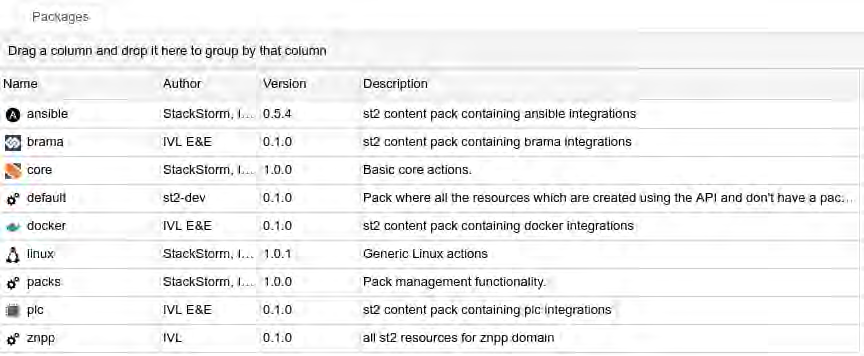 Packages
Drag a column and drop it here to group by that column
Name Author Version Description
ansible StackStorm, I... 0.5.4 st2 content pack containing ansible integrations
brama IVL E&E 0.1.0 st2 content pack containing brama integrations
core StackStorm, I... 1.0.0 Basic core actions.
default st2-dev 0.1.0 Pack where all the resources which are created using the API and don't have a pac...
docker IVL E&E 0.1.0 st2 content pack containing docker integrations
linux StackStorm, I... 1.0.1 Generic Linux actions
packs StackStorm, I... 1.0.0 Pack management functionality.
plc IVL E&E 0.1.0 st2 content pack containing plc integrations
znpp IVL 0.1.0 all st2 resources for znpp domain